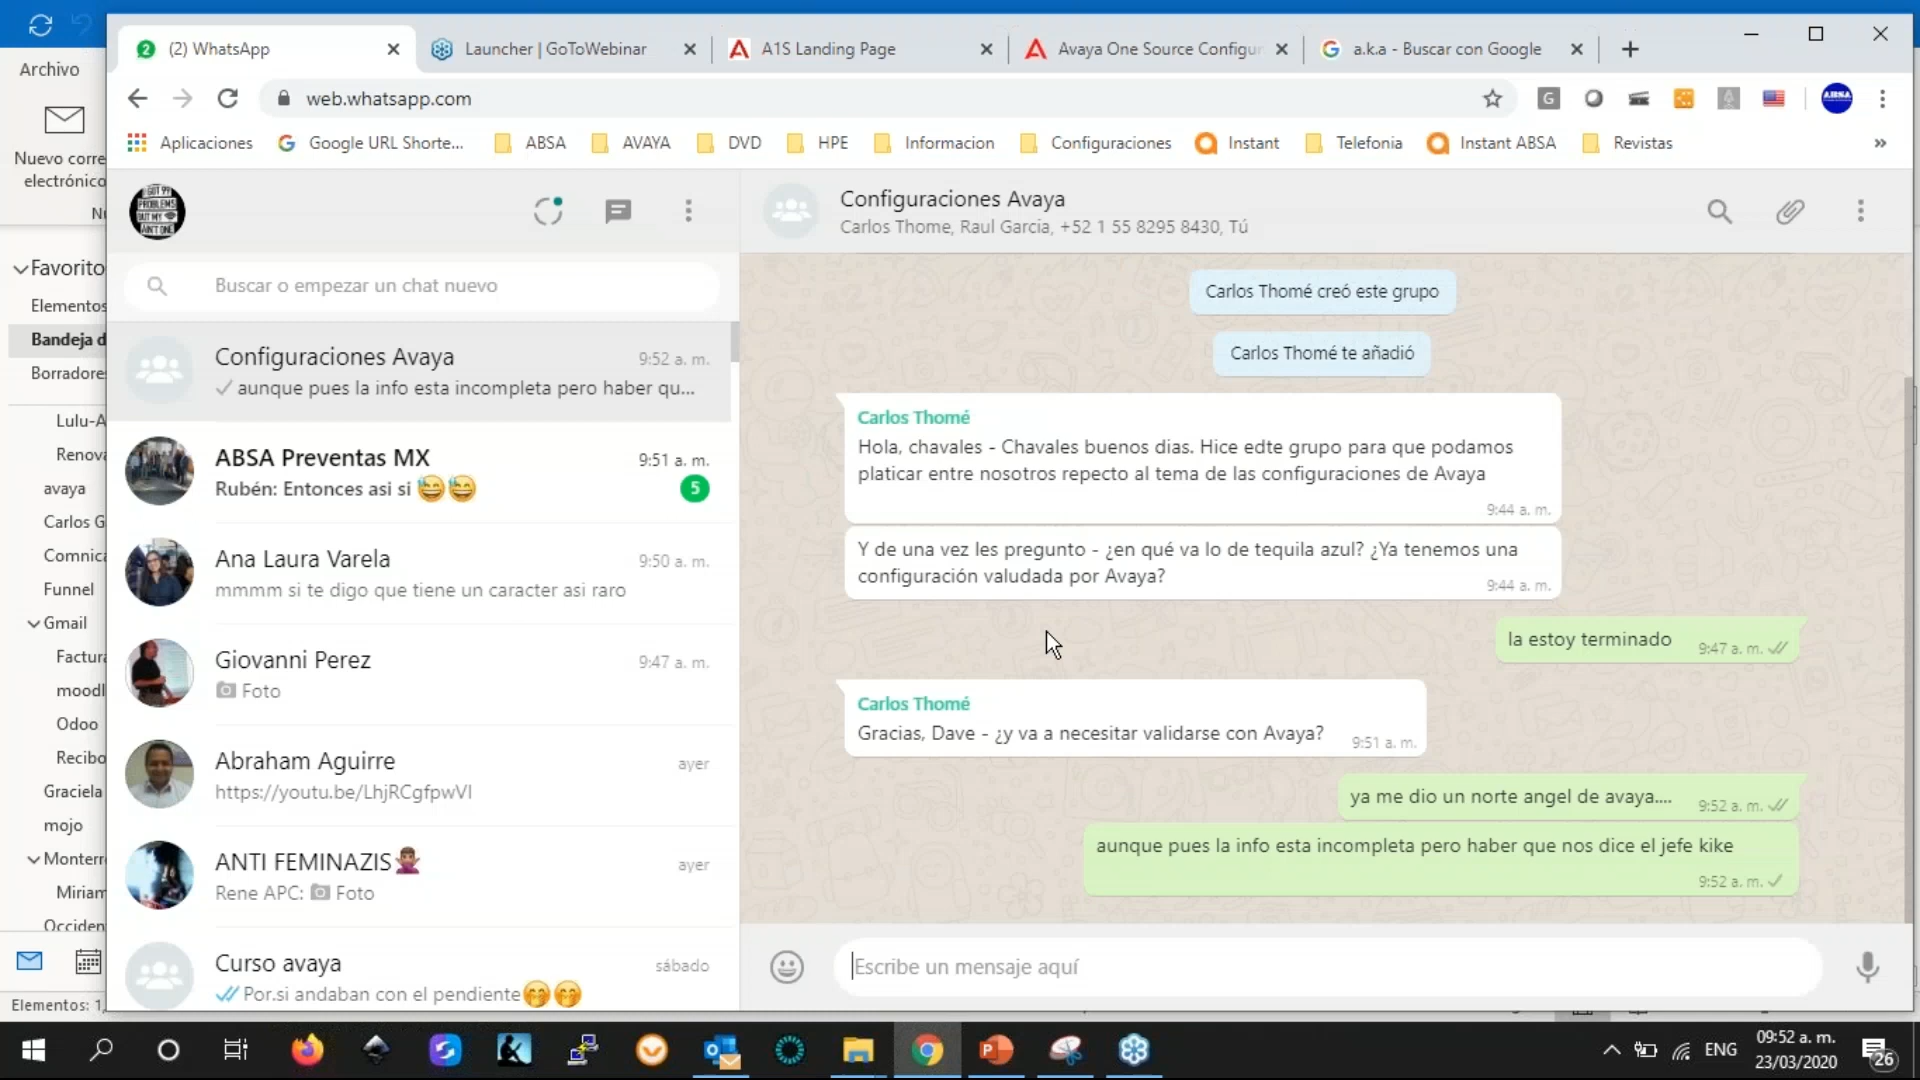 (2) WhatsApp
Launcher | GoToWebinar
A1S Landing Page
Avaya One Source Configur
a.k.a - Buscar con Google
web.whatsapp.com
Aplicaciones
Google URL Shorte...
ABSA
AVAYA
DVD
HPE
Informacion
Configuraciones
Instant
Telefonia
Instant ABSA
Revistas
»
Archivo
Nuevo corre
electrónico
Favorito
Elementos
Bandeja d
Borradore
Lulu-A
Renova
avaya
Carlos G
Comnica
Funnel
Gmail
Factura
moodl
Odoo
Recibo
Graciela
mojo
Monterr
Miriam
Occiden
Elementos: 1,
I GOT 99
PROBLEMS
BUT MY
AIN'T ONE
Buscar o empezar un chat nuevo
Configuraciones Avaya
9:52 a. m.
aunque pues la info esta incompleta pero haber qu...
ABSA Preventas MX
9:51 a. m.
Rubén: Entonces asi si 😅😅
5
Ana Laura Varela
9:50 a. m.
mmmm si te digo que tiene un caracter asi raro
Giovanni Perez
9:47 a. m.
Foto
Abraham Aguirre
ayer
https://youtu.be/LhjRCgfpwVI
ANTI FEMINAZIS
ayer
Rene APC: Foto
Curso avaya
sábado
Por.si andaban con el pendiente🤭🤭
Configuraciones Avaya
Carlos Thome, Raul Garcia, +52 1 55 8295 8430, Tú
Carlos Thomé creó este grupo
Carlos Thomé te añadió
Carlos Thomé
Hola, chavales - Chavales buenos dias. Hice edte grupo para que podamos
platicar entre nosotros repecto al tema de las configuraciones de Avaya
9:44 a. m.
Y de una vez les pregunto - ¿en qué va lo de tequila azul? ¿Ya tenemos una
configuración valudada por Avaya?
9:44 a. m.
la estoy terminado
9:47 a. m.
Carlos Thomé
Gracias, Dave - ¿y va a necesitar validarse con Avaya?
9:51 a. m.
ya me dio un norte angel de avaya....
9:52 a. m.
aunque pues la info esta incompleta pero haber que nos dice el jefe kike
9:52 a. m.
Escribe un mensaje aquí
ENG
09:52 a. m.
23/03/2020
26